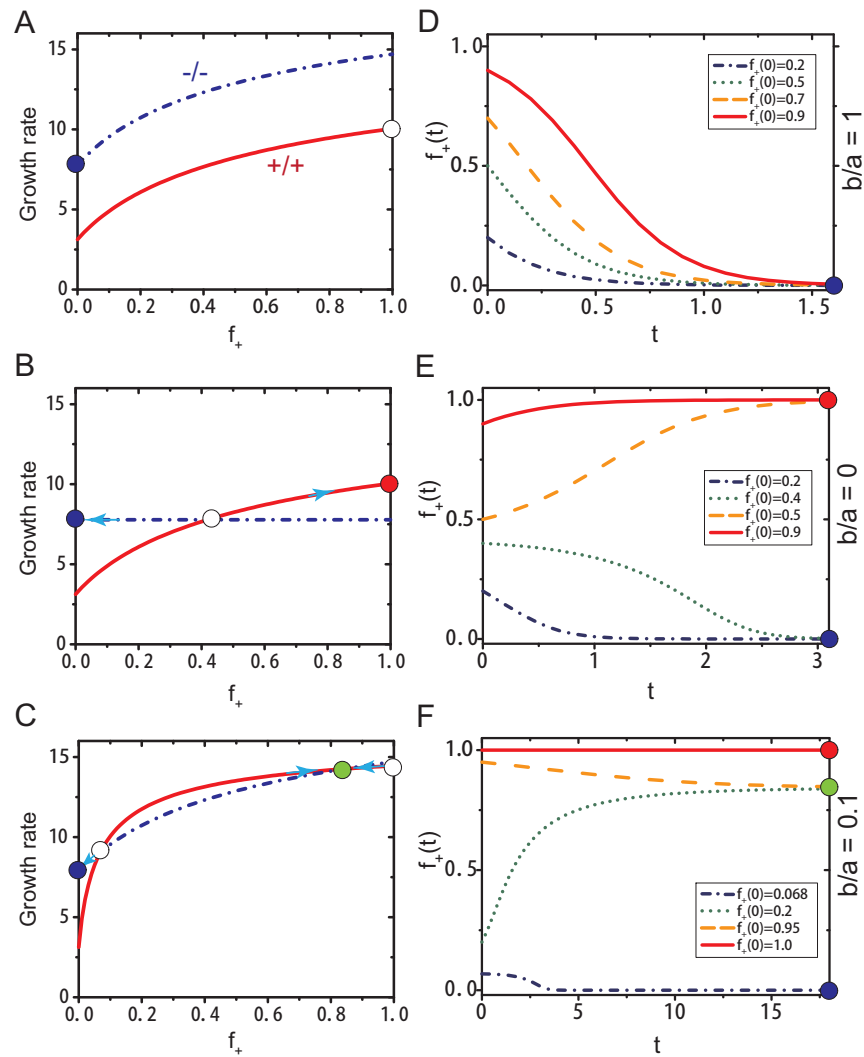 A
Growth rate
15
10
5
0
-/-
+/+
0.0 0.2 0.4 0.6 0.8 1.0
f+
D
f+(t)
1.0
0.5
0.0
f+(0)=0.2
f+(0)=0.5
f+(0)=0.7
f+(0)=0.9
0.0 0.5 1.0 1.5
t
b/a = 1
B
Growth rate
15
10
5
0
0.0 0.2 0.4 0.6 0.8 1.0
f+
E
f+(t)
1.0
0.5
0.0
f+(0)=0.2
f+(0)=0.4
f+(0)=0.5
f+(0)=0.9
0 1 2 3
t
b/a = 0
C
Growth rate
15
10
5
0
0.0 0.2 0.4 0.6 0.8 1.0
f+
F
f+(t)
1.0
0.5
0.0
f+(0)=0.068
f+(0)=0.2
f+(0)=0.95
f+(0)=1.0
0 5 10 15
t
b/a = 0.1